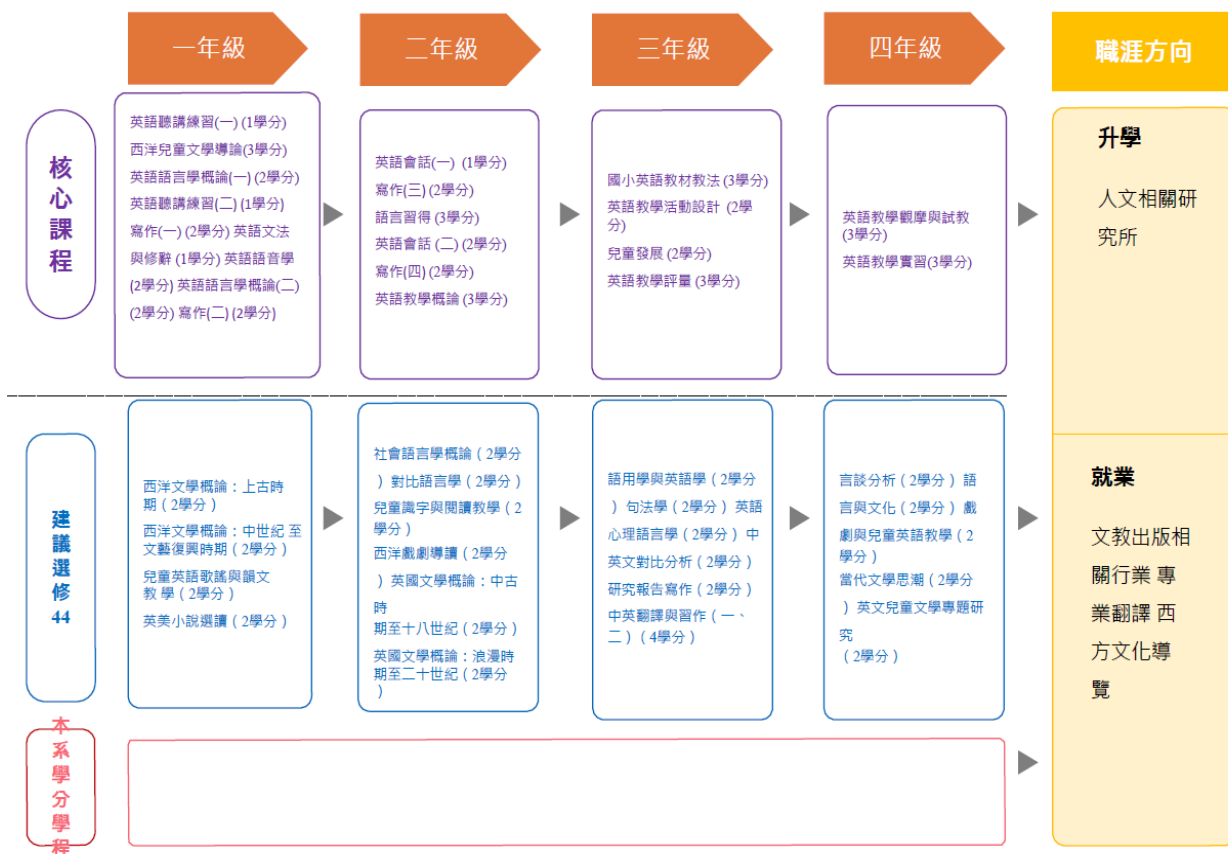 一年級
二年級
三年級
四年級
職涯方向
核心課程
英語聽講練習(一) (1學分)
西洋兒童文學導論(3學分)
英語語言學概論(一) (2學分)
英語聽講練習(二) (1學分)
寫作(一) (2學分) 英語文法
與修辭 (1學分) 英語語音學
(2學分) 英語語言學概論(二)
(2學分) 寫作(二) (2學分)
英語會話(一) (1學分)
寫作(三) (2學分)
語言習得 (3學分)
英語會話 (二) (2學分)
寫作(四) (2學分)
英語教學概論 (3學分)
國小英語教材教法 (3學分)
英語教學活動設計 (2學
分)
兒童發展 (2學分)
英語教學評量 (3學分)
英語教學觀摩與試教
(3學分)
英語教學實習(3學分)
升學
人文相關研
究所
建議選修
44
西洋文學概論：上古時
期（2學分）
西洋文學概論：中世紀 至
文藝復興時期（2學分）
兒童英語歌謠與韻文
教 學（2學分）
英美小說選讀（2學分）
社會語言學概論（2學分
） 對比語言學（2學分）
兒童識字與閱讀教學（2
學分）
西洋戲劇導讀（2學分
） 英國文學概論：中古
時
期至十八世紀（2學分）
英國文學概論：浪漫時
期至二十世紀（2學分
）
語用學與英語學（2學分
） 句法學（2學分） 英語
心理語言學（2學分） 中
英文對比分析（2學分）
研究報告寫作（2學分）
中英翻譯與習作（一、
二）（4學分）
言談分析（2學分） 語
言與文化（2學分） 戲
劇與兒童英語教學（2
學分）
當代文學思潮（2學分
） 英文兒童文學專題研
究
（2學分）
就業
文教出版相
關行業 專
業翻譯 西
方文化導
覽
本系學分學程